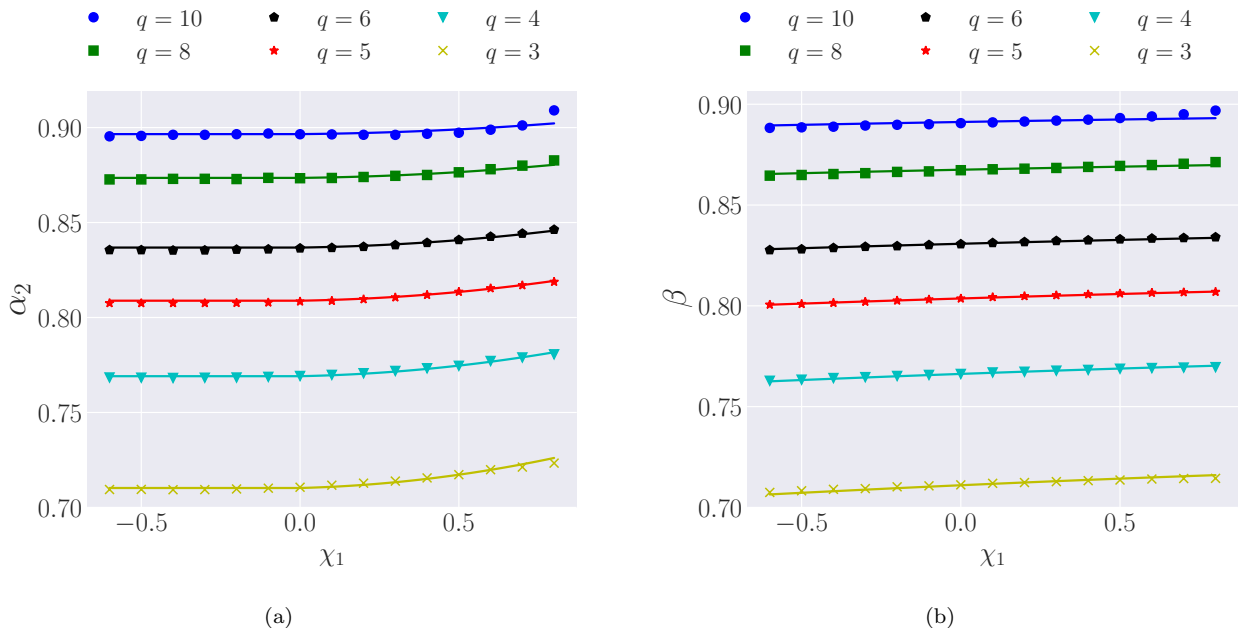 q = 10 q = 6 q = 4
q = 8 q = 5 q = 3
0.90
0.85
0.80
0.75
0.70
α₂
−0.5 0.0 0.5
χ₁
(a)
q = 10 q = 6 q = 4
q = 8 q = 5 q = 3
0.90
0.85
0.80
0.75
0.70
β
−0.5 0.0 0.5
χ₁
(b)